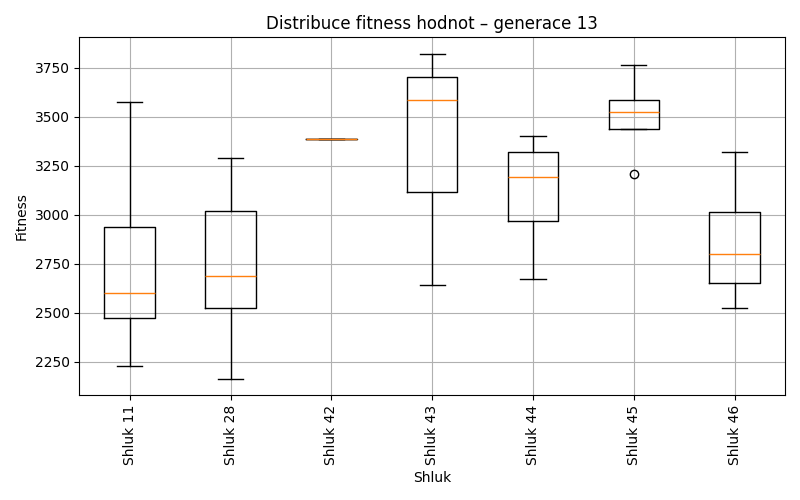 Distribuce fitness hodnot – generace 13
Fitness
3750
3500
3250
3000
2750
2500
2250
Shluk 11
Shluk 28
Shluk 42
Shluk 43
Shluk 44
Shluk 45
Shluk 46
Shluk